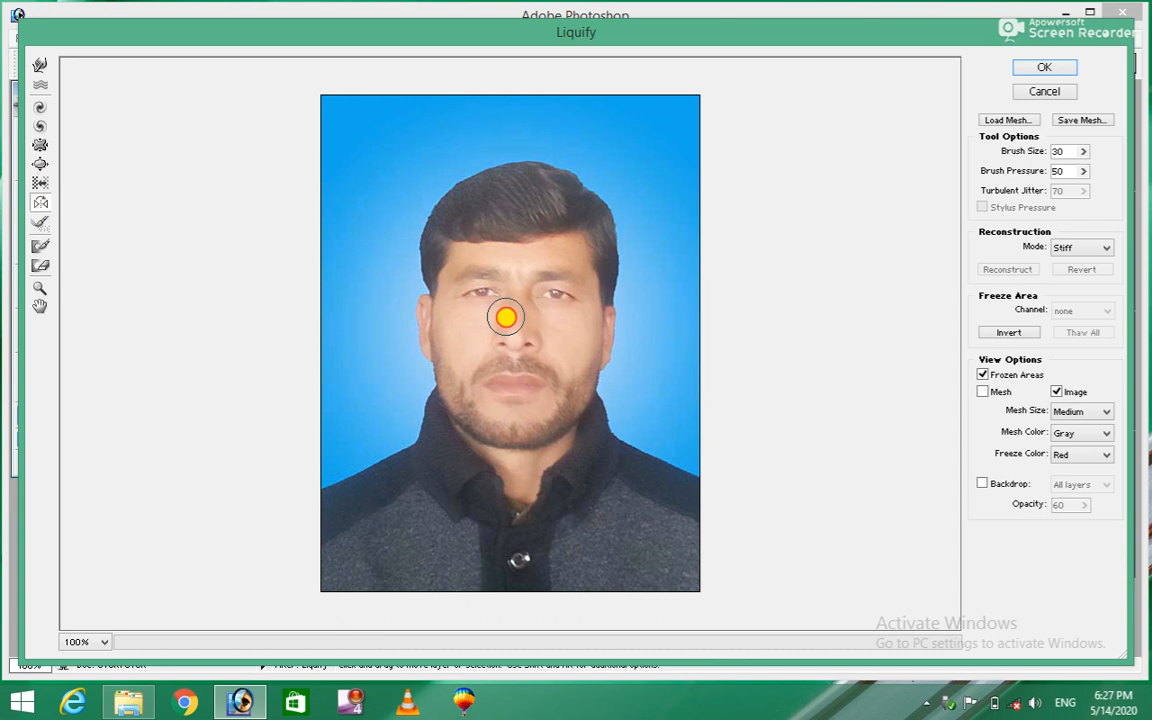 Adobe Photoshop
Apowersoft
Screen Recorder
Liquify
OK
Cancel
Load Mesh...
Save Mesh...
Tool Options
Brush Size: 30
Brush Pressure: 50
Turbulent Jitter: 70
Stylus Pressure
Reconstruction
Mode: Stiff
Reconstruct
Revert
Freeze Area
Channel: none
Invert
Thaw All
View Options
Frozen Areas
Mesh
Image
Mesh Size: Medium
Mesh Color: Gray
Freeze Color: Red
Backdrop: All layers
Opacity: 60
Activate Windows
Go to PC settings to activate Windows.
100%
4
ENG
6:27 PM
5/14/2020